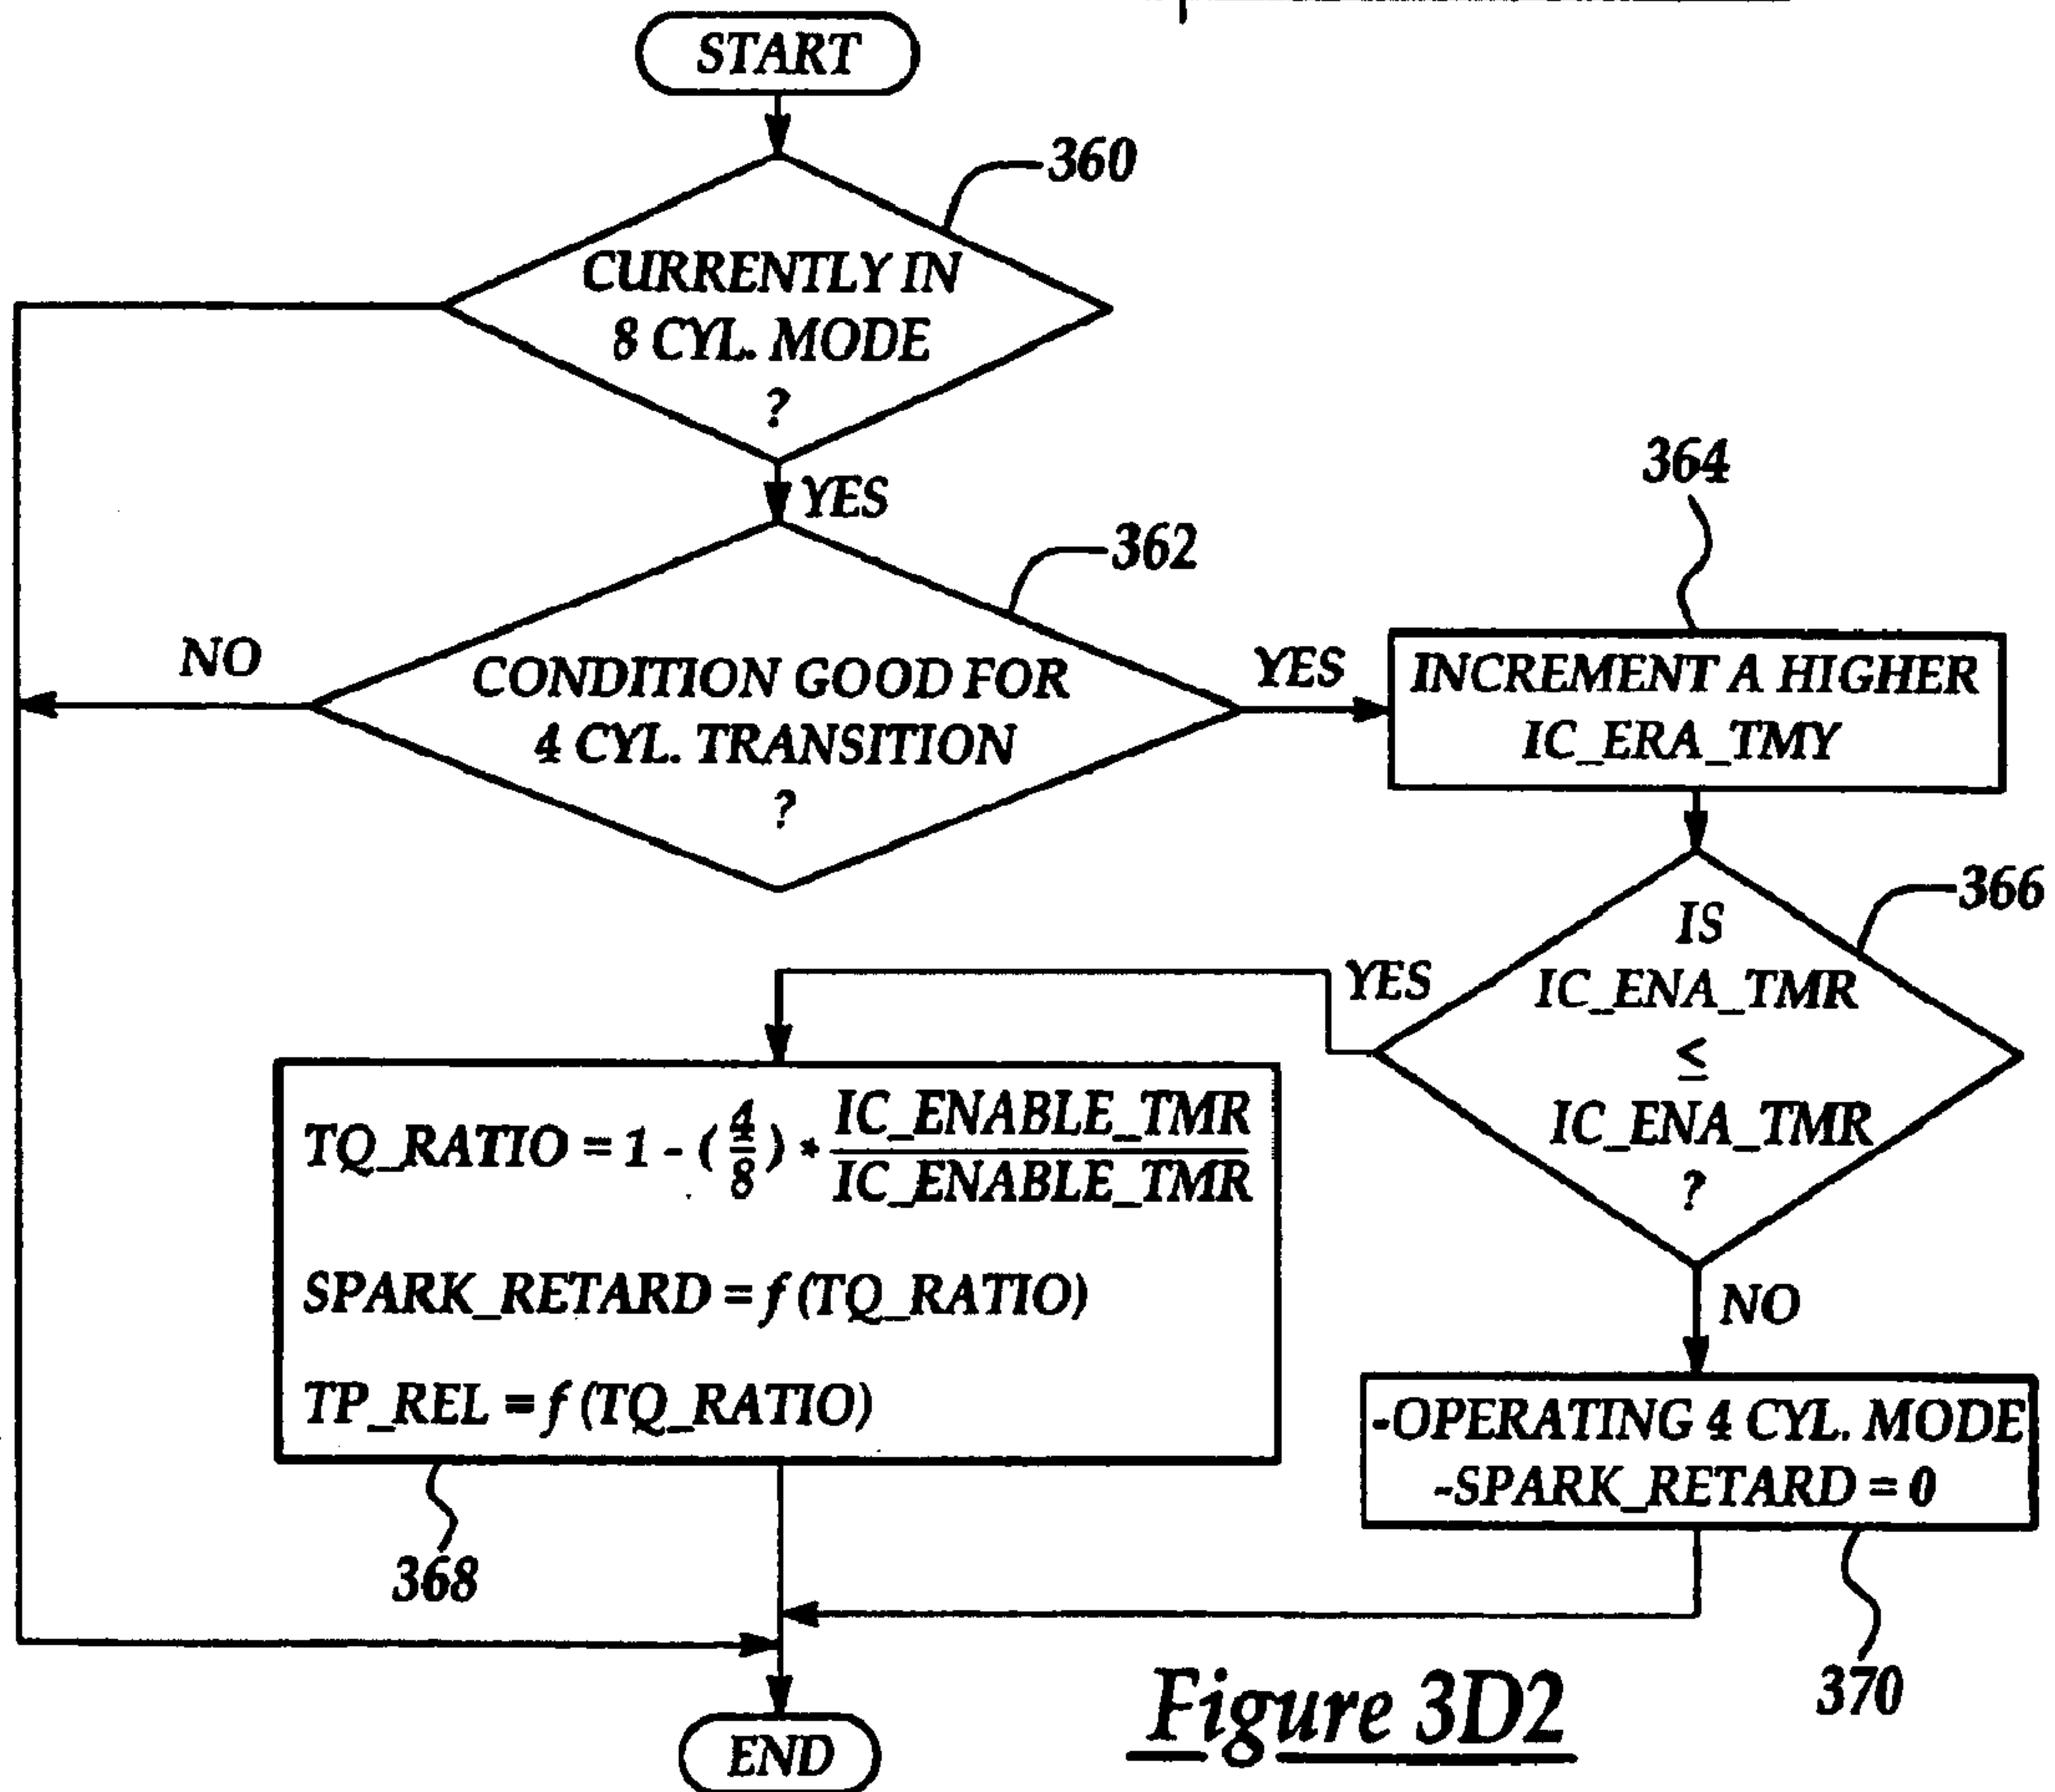 START
360
CURRENTLY IN
8 CYL. MODE
?
YES
362
CONDITION GOOD FOR
4 CYL. TRANSITION
?
NO
YES
364
INCREMENT A HIGHER
IC_ERA_TMY
366
IS
IC_ENA_TMR
≤
IC_ENA_TMR
?
YES
NO
TQ_RATIO = 1 - (4/8) * IC_ENABLE_TMR / IC_ENABLE_TMR
SPARK_RETARD = f (TQ_RATIO)
TP_REL = f (TQ_RATIO)
368
-OPERATING 4 CYL. MODE
-SPARK_RETARD = 0
370
END
Figure 3D2